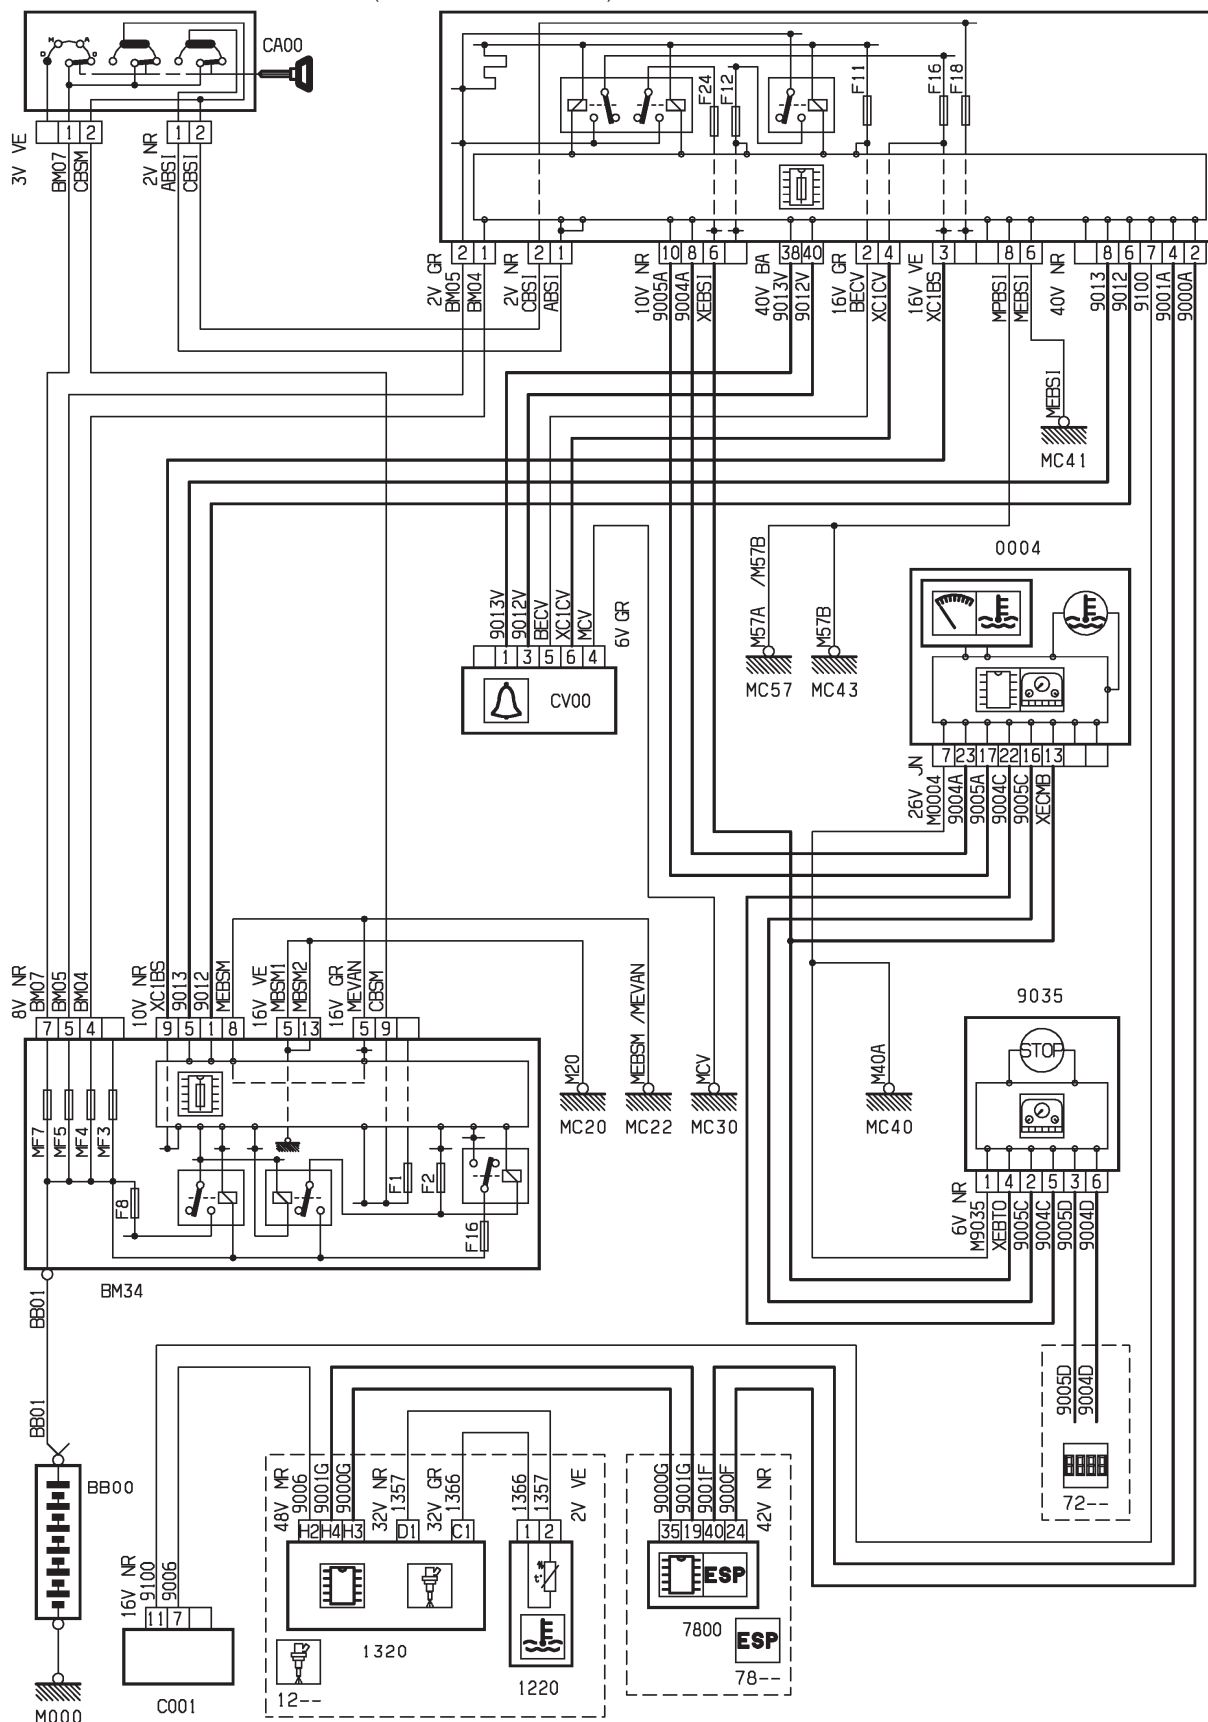 CA00
D
M
A
D
3V VE
1
2
BM07
CBSM
2V NR
1
2
ABSI
CBSI
F24
F12
F11
F16
F18
2V GR
2
1
BM05
BM04
2V NR
2
1
CBSI
ABSI
10V NR
10
8
6
9005A
9004A
XEBSI
40V BA
38
40
9013V
9012V
16V GR
2
4
BECV
XC1CV
16V VE
3
XC1BS
8
6
MPBSI
MEBSI
40V NR
8
6
7
4
2
9013
9012
9100
9001A
9000A
MEBSI
MC41
9013V
9012V
BECV
XC1CV
MCV
6V GR
1
3
5
6
4
CV00
M57A /M57B
M57B
MC57
MC43
0004
7
23
17
22
16
13
26V JN
M0004
9004A
9005A
9004C
9005C
XECMB
8V NR
BM07
BM05
BM04
10V NR
XC1BS
9013
9012
MEBSM
16V VE
MBSM1
MBSM2
16V GR
MEVAN
CBSM
7
5
4
9
5
1
8
5
13
5
9
MF7
MF5
MF4
MF3
F8
F1
F2
F16
BM34
M20
MC20
MEBSM /MEVAN
MC22
MCV
MC30
M40A
MC40
9035
STOP
1
4
2
5
3
6
6V NR
M9035
XEBTO
9005C
9004C
9005D
9004D
9005D
9004D
72--
BB01
BB01
BB00
M000
16V NR
9100
9006
11
7
C001
48V MR
9006
9001G
9000G
32V NR
1357
32V GR
1366
H2
H4
H3
D1
C1
1320
12--
1366
1357
2V VE
1
2
t°
1220
9000G
9001G
9001F
9000F
42V NR
35
19
40
24
ESP
7800
ESP
78--